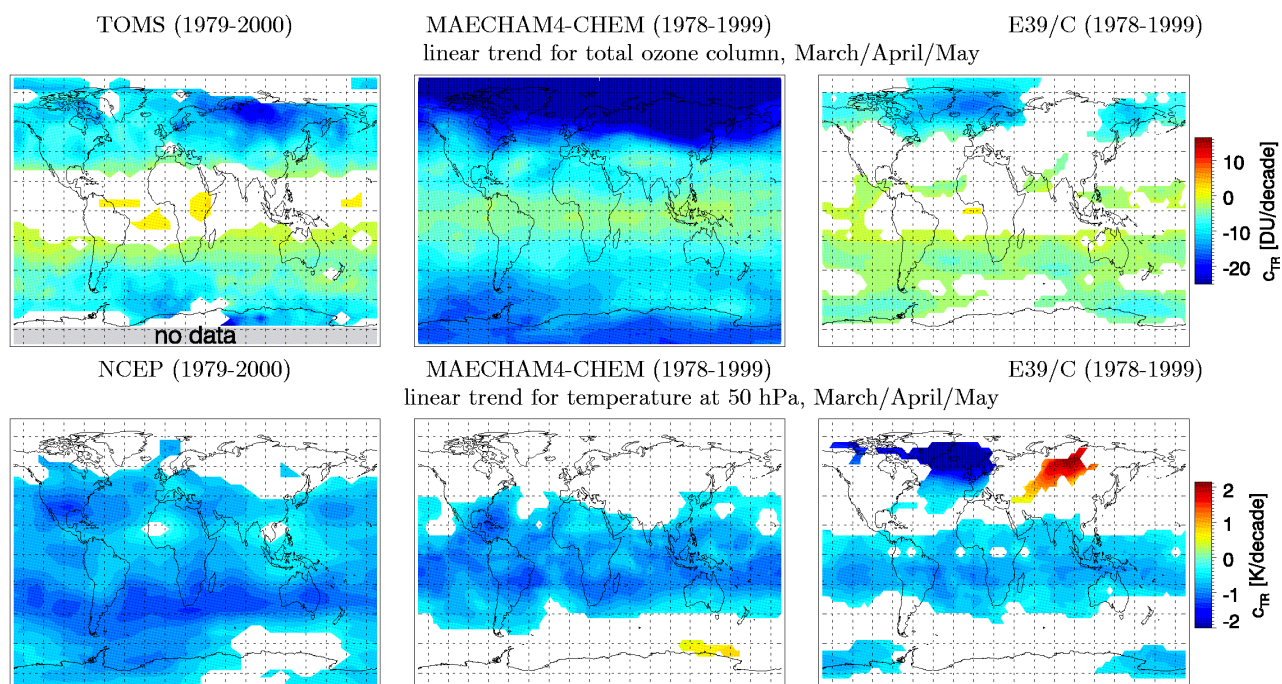 TOMS (1979-2000) MAECHAM4-CHEM (1978-1999) E39/C (1978-1999)
linear trend for total ozone column, March/April/May
no data
10
0
-10
-20
c_TR [DU/decade]
NCEP (1979-2000) MAECHAM4-CHEM (1978-1999) E39/C (1978-1999)
linear trend for temperature at 50 hPa, March/April/May
2
1
0
-1
-2
c_TR [K/decade]